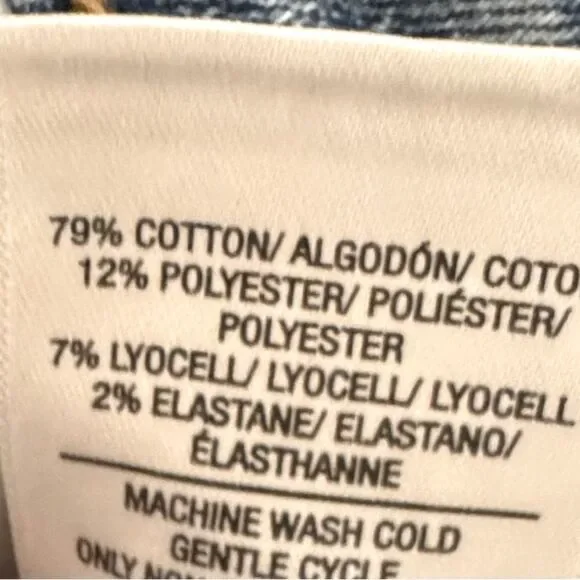 79% COTTON/ ALGODÓN/ COTO
12% POLYESTER/ POLIÉSTER/
POLYESTER
7% LYOCELL/ LYOCELL/ LYOCELL
2% ELASTANE/ ELASTANO/
ÉLASTHANNE
MACHINE WASH COLD
GENTLE CYCLE
ONLY